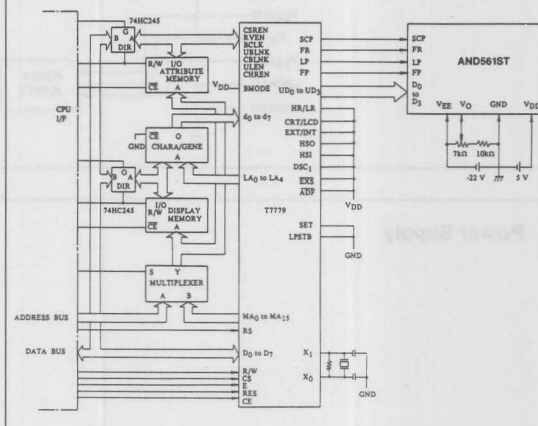 74HC245
G
B A
DIR
R/W I/O
ATTRIBUTE
MEMORY
CE A
CPU
I/F
CE O
GND CHARA/GENE
A
G
B A
DIR
74HC245
I/O
R/W
DISPLAY
MEMORY
CE A
S Y
MULTIPLEXER
A B
ADDRESS BUS
DATA BUS
CSREN
RVEN
BCLK
UBLNK
CBLNK
ULEN
CHREN
VDD BMODE
d0 to d7
LA0 to LA4
MA0 to MA15
RS
D0 to D7
R/W
CS
E
RES
CE
SCP
FR
LP
FP
UD0 to UD3
HR/LR
CRT/LCD
EXT/INT
HSO
HSI
DSC1
EXS
ADF
T7779
VDD
SET
LPSTB
GND
X1
X0
GND
AND561ST
SCP
FR
LP
FP
D0
to
D3
VEE VO GND VDD
7kΩ 10kΩ
-22 V 5 V
Power Supply